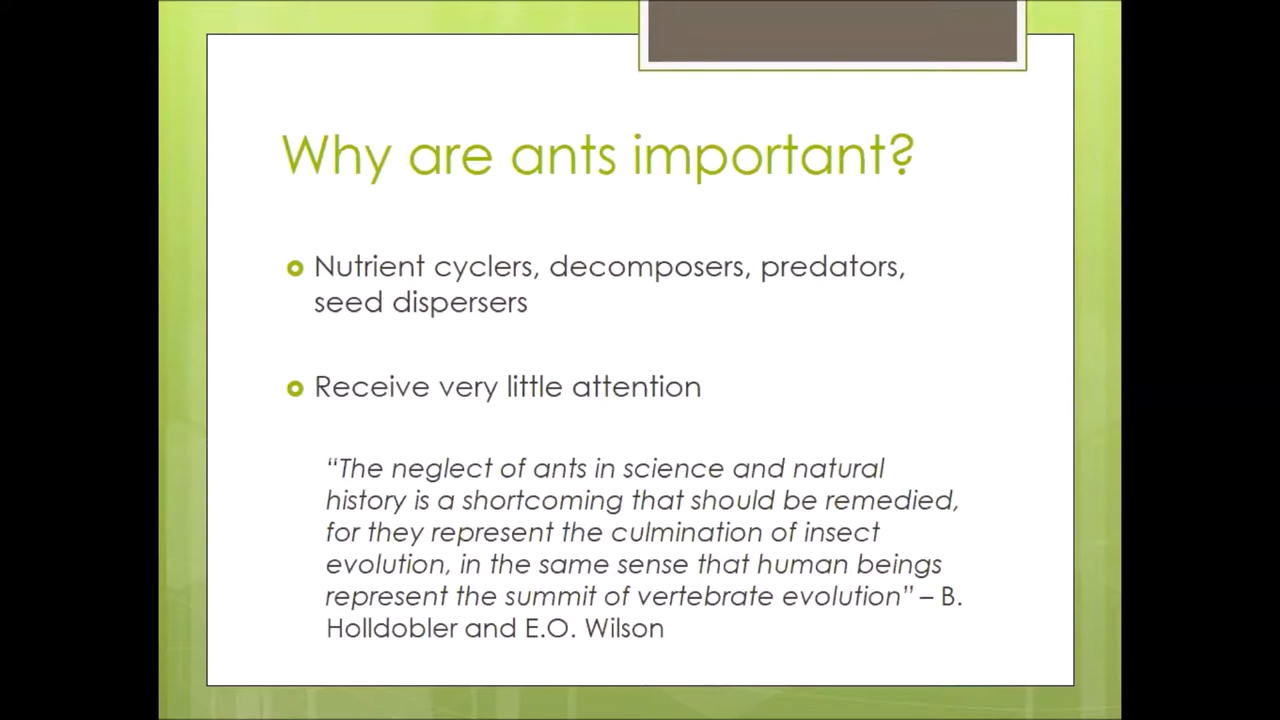 Why are ants important?
Nutrient cyclers, decomposers, predators,
seed dispersers
Receive very little attention
“The neglect of ants in science and natural
history is a shortcoming that should be remedied,
for they represent the culmination of insect
evolution, in the same sense that human beings
represent the summit of vertebrate evolution” – B.
Holldobler and E.O. Wilson